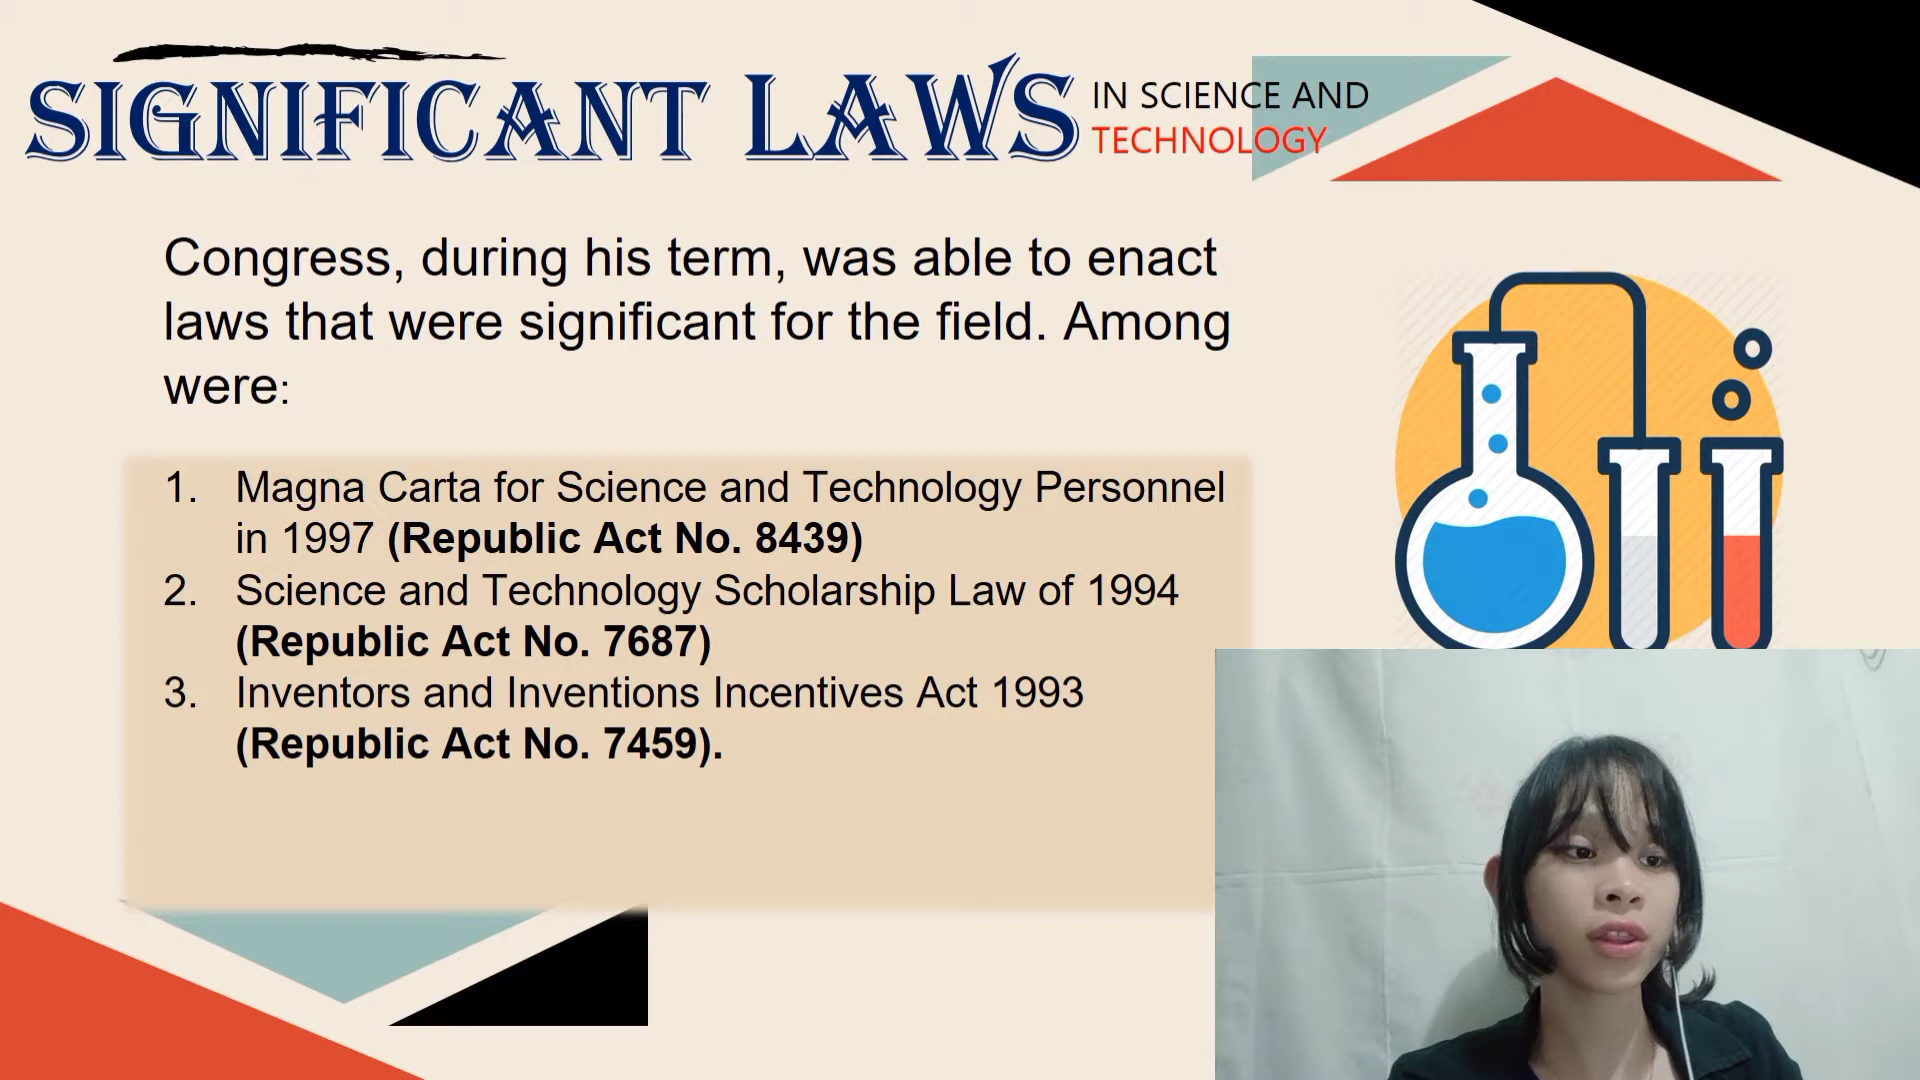 SIGNIFICANT LAWS
IN SCIENCE AND
TECHNOLOGY
Congress, during his term, was able to enact
laws that were significant for the field. Among
were:
1. Magna Carta for Science and Technology Personnel
in 1997 (Republic Act No. 8439)
2. Science and Technology Scholarship Law of 1994
(Republic Act No. 7687)
3. Inventors and Inventions Incentives Act 1993
(Republic Act No. 7459).